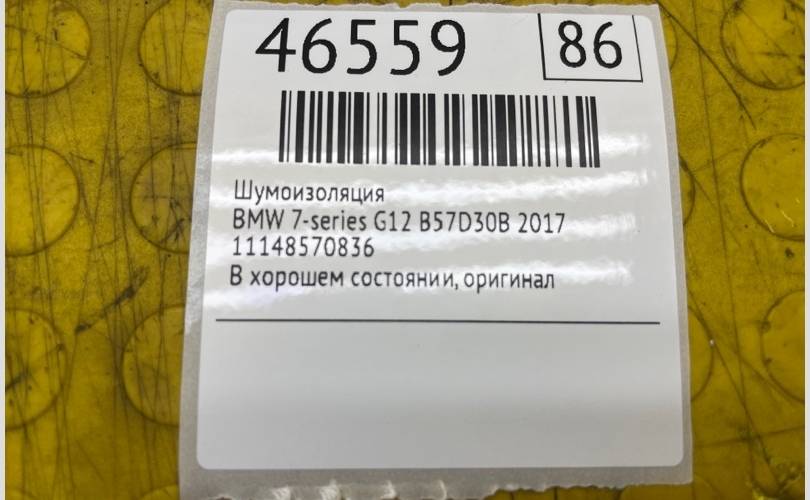 46559
86
Шумоизоляция
BMW 7-series G12 B57D30B 2017
11148570836
В хорошем состоянии, оригинал